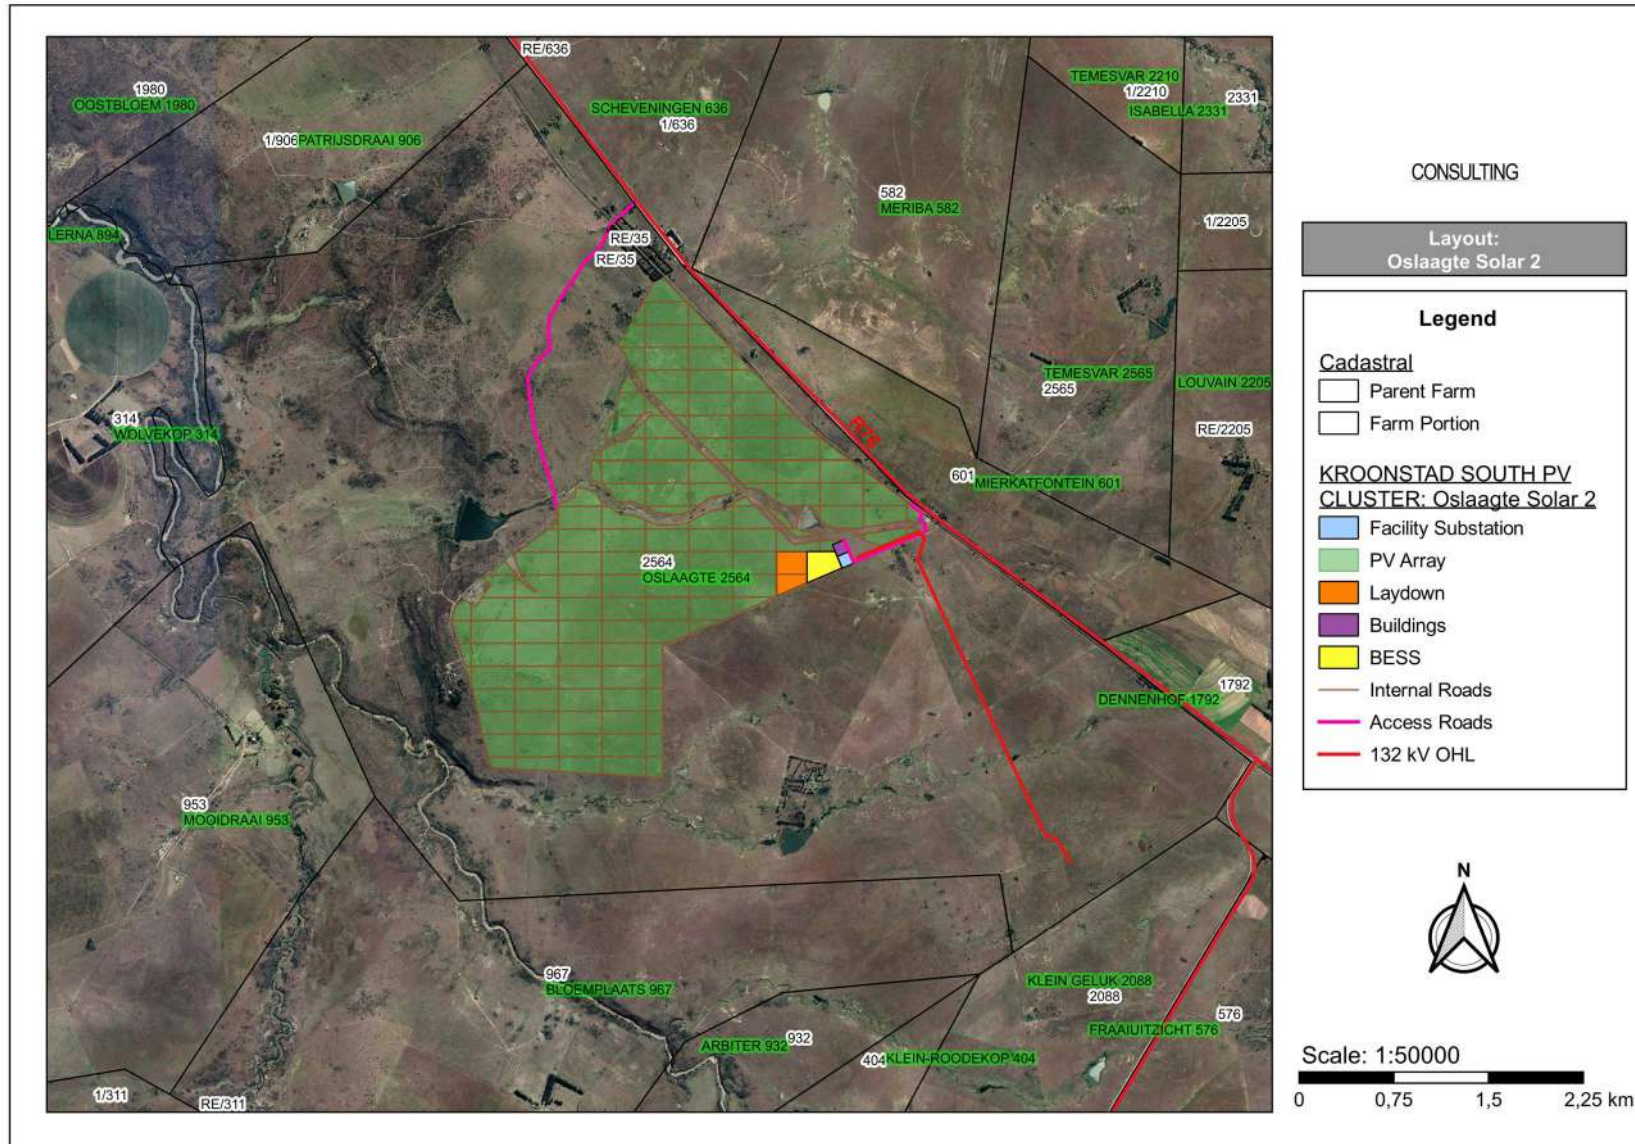 RE/636
1980
OOSTBLOEM 1980
1/906
PATRIJSDRAAI 906
SCHEVENINGEN 636
1/636
TEMESVAR 2210
1/2210
ISABELLA 2331
2331
582
MERIBA 582
1/2205
LERNA 894
RE/35
RE/35
TEMESVAR 2565
2565
LOUVAIN 2205
RE/2205
314
WOLVEKOP 314
R76
601
MIERKATFONTEIN 601
2564
OSLAAGTE 2564
1792
DENNENHOF 1792
953
MOOIDRAAI 953
967
BLOEMPLAATS 967
KLEIN GELUK 2088
2088
576
FRAAIUITZICHT 576
ARBITER 932
932
404
KLEIN-ROODEKOP 404
1/311
RE/311
CONSULTING
Layout:
Oslaagte Solar 2
Legend
Cadastral
Parent Farm
Farm Portion
KROONSTAD SOUTH PV
CLUSTER: Oslaagte Solar 2
Facility Substation
PV Array
Laydown
Buildings
BESS
Internal Roads
Access Roads
132 kV OHL
N
Scale: 1:50000
0 0,75 1,5 2,25 km